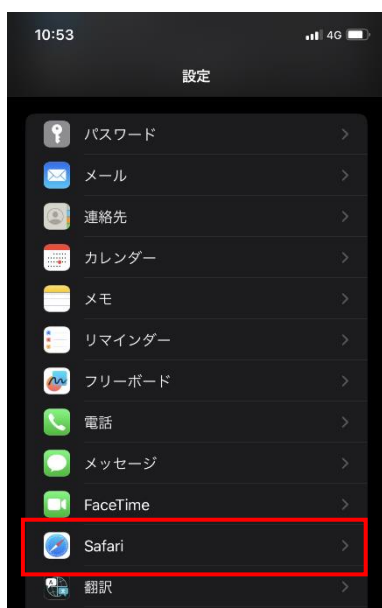 10:53 4G
設定
パスワード
メール
連絡先
カレンダー
メモ
リマインダー
フリーボード
電話
メッセージ
FaceTime
Safari
翻訳